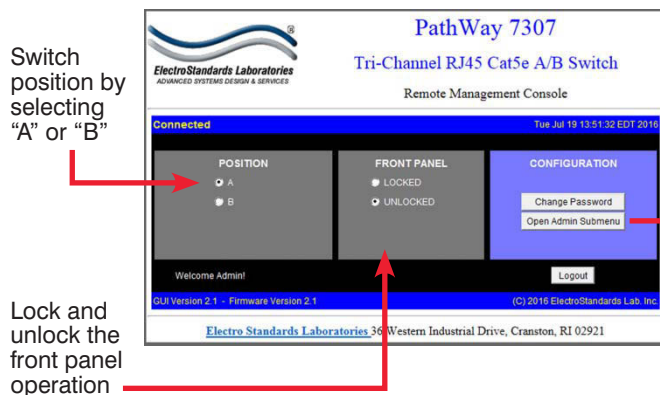 Switch
position by
selecting
“A” or “B”
Lock and
unlock the
front panel
operation
®
ElectroStandards Laboratories
ADVANCED SYSTEMS DESIGN & SERVICES
PathWay 7307
Tri-Channel RJ45 Cat5e A/B Switch
Remote Management Console
Connected
Tue Jul 19 13:51:32 EDT 2016
POSITION
A
B
FRONT PANEL
LOCKED
UNLOCKED
CONFIGURATION
Change Password
Open Admin Submenu
Welcome Admin!
Logout
GUI Version 2.1 - Firmware Version 2.1
(C) 2016 ElectroStandards Lab. Inc.
Electro Standards Laboratories 36 Western Industrial Drive, Cranston, RI 02921